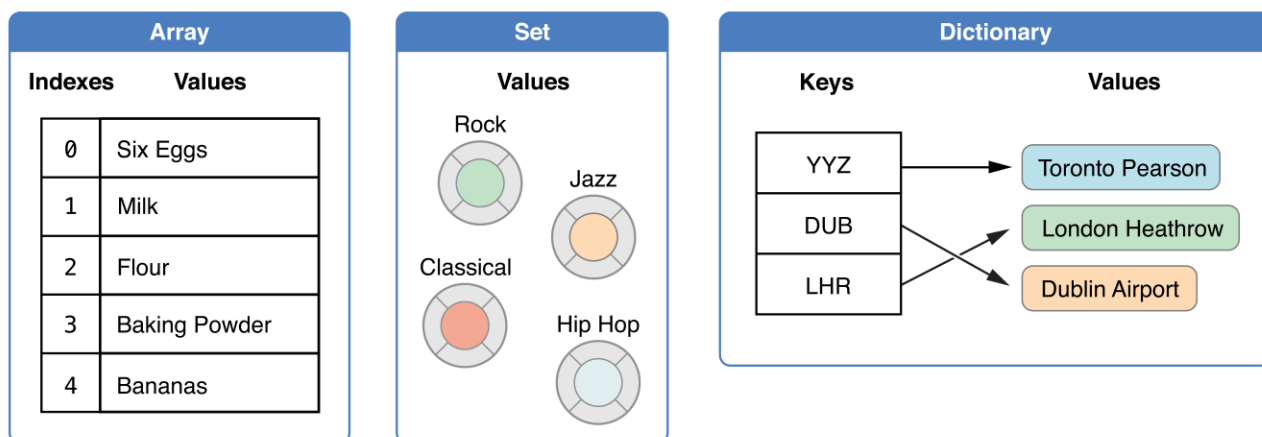 Array
Indexes Values
0 Six Eggs
1 Milk
2 Flour
3 Baking Powder
4 Bananas
Set
Values
Rock
Jazz
Classical
Hip Hop
Dictionary
Keys Values
YYZ Toronto Pearson
DUB London Heathrow
LHR Dublin Airport